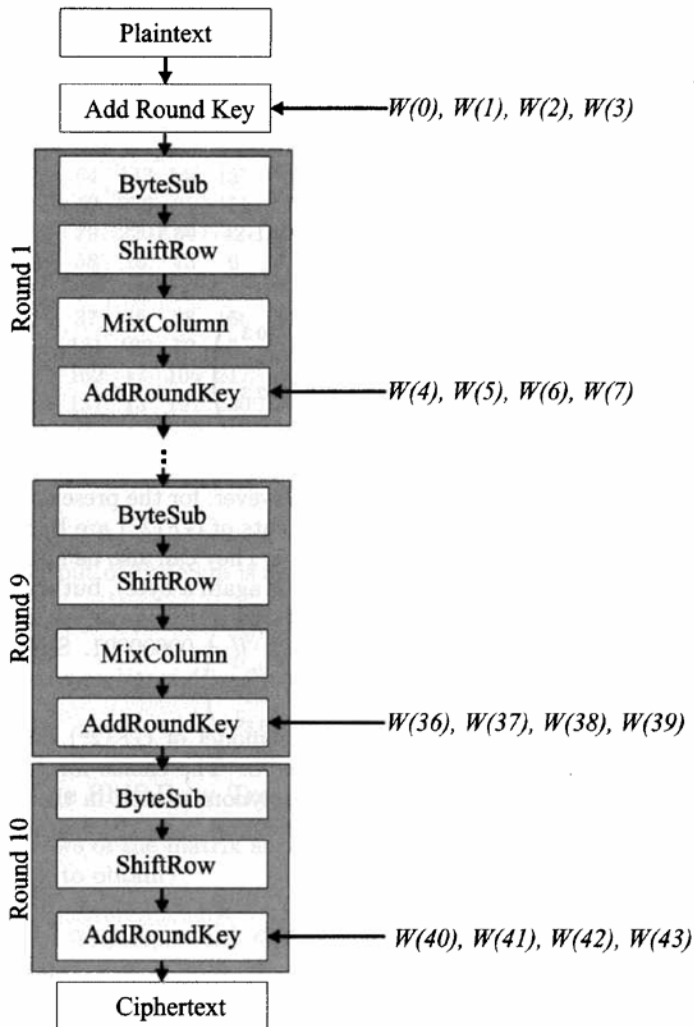 Plaintext
Add Round Key
W(0), W(1), W(2), W(3)
Round 1
ByteSub
ShiftRow
MixColumn
AddRoundKey
W(4), W(5), W(6), W(7)
Round 9
ByteSub
ShiftRow
MixColumn
AddRoundKey
W(36), W(37), W(38), W(39)
Round 10
ByteSub
ShiftRow
AddRoundKey
W(40), W(41), W(42), W(43)
Ciphertext